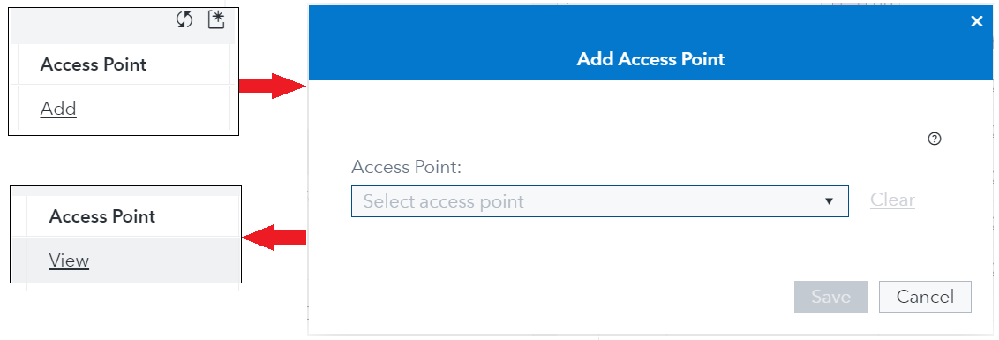 Access Point
Add
Add Access Point
Access Point:
Select access point
Clear
Save
Cancel
Access Point
View